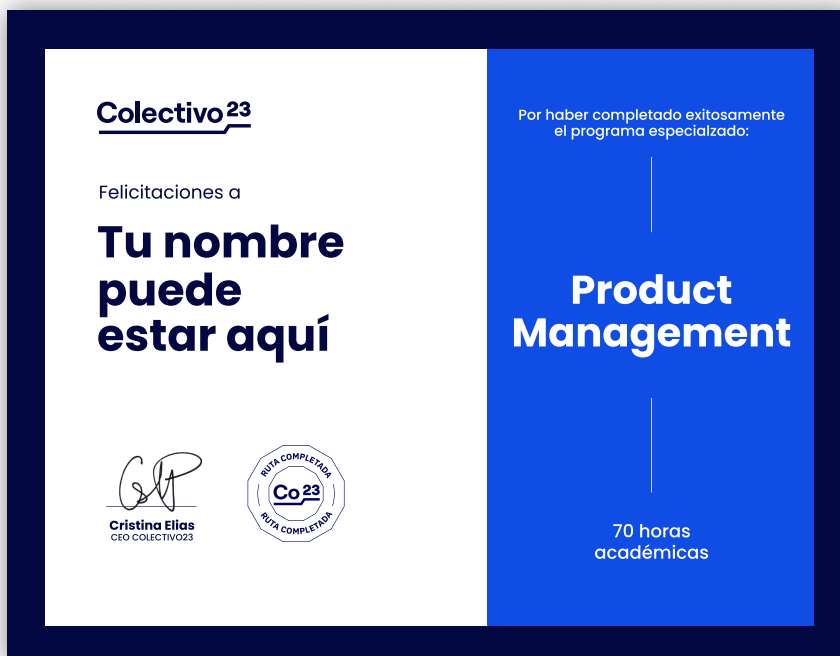 Colectivo23
Felicitaciones a
Tu nombre
puede
estar aquí
Cristina Elias
CEO COLECTIVO23
RUTA COMPLETADA
Co23
RUTA COMPLETADA
Por haber completado exitosamente
el programa especialzado:
Product
Management
70 horas
académicas